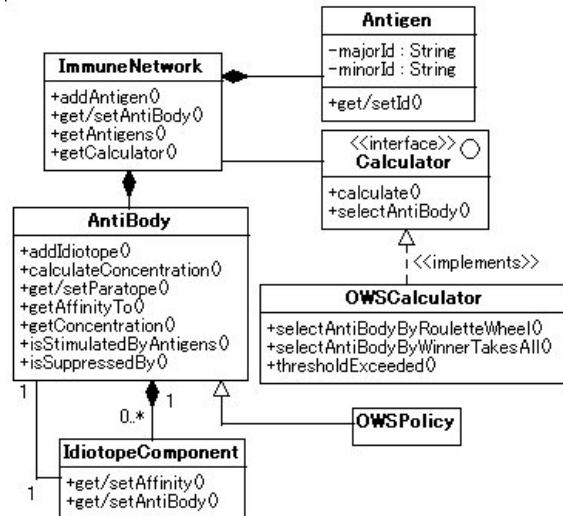 Antigen
-majorId : String
-minorId : String
+get/setId()
ImmuneNetwork
+addAntigen()
+get/setAntiBody()
+getAntigens()
+getCalculator()
<<interface>>
Calculator
+calculate()
+selectAntiBody()
AntiBody
+addIdiotope()
+calculateConcentration()
+get/setParatope()
+getAffinityTo()
+getConcentration()
+isStimulatedByAntigens()
+isSuppressedBy()
<<implements>>
OWSCalculator
+selectAntiBodyByRouletteWheel()
+selectAntiBodyByWinnerTakesAll()
+thresholdExceeded()
1
1
0..*
OWSPolicy
IdiotopeComponent
+get/setAffinity()
+get/setAntiBody()
1